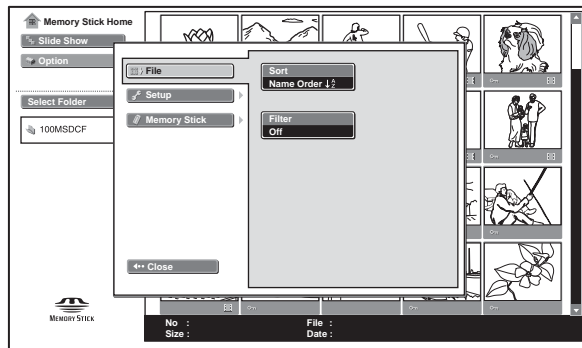 Memory Stick Home
Slide Show
Option
Select Folder
100MSDCF
File
Setup
Memory Stick
Close
Sort
Name Order
Filter
Off
MEMORY STICK
No :
File :
Size :
Date :